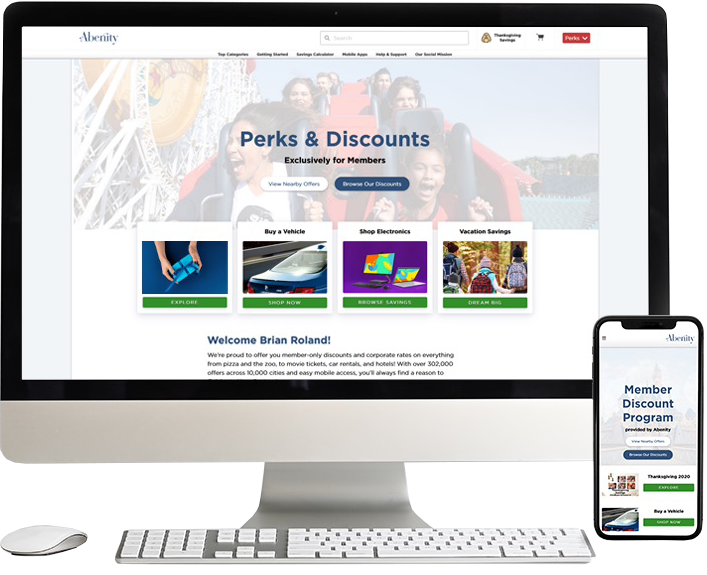 Abenity
Search
Thanksgiving
Savings
Perks
Top Categories Getting Started Savings Calculator Mobile Apps Help & Support Our Social Mission
Perks & Discounts
Exclusively for Members
View Nearby Offers Browse Our Discounts
Buy a Vehicle Shop Electronics Vacation Savings
EXPLORE SHOP NOW BROWSE SAVINGS DREAM BIG
Welcome Brian Roland!
We're proud to offer you member-only discounts and corporate rates on everything
from pizza and the zoo, to movie tickets, car rentals, and hotels! With over 302,000
offers across 10,000 cities and easy mobile access, you'll always find a reason to
Abenity
Member
Discount
Program
provided by Abenity
View Nearby Offers
Browse Our Discounts
Thanksgiving 2020
EXPLORE
Buy a Vehicle
SHOP NOW